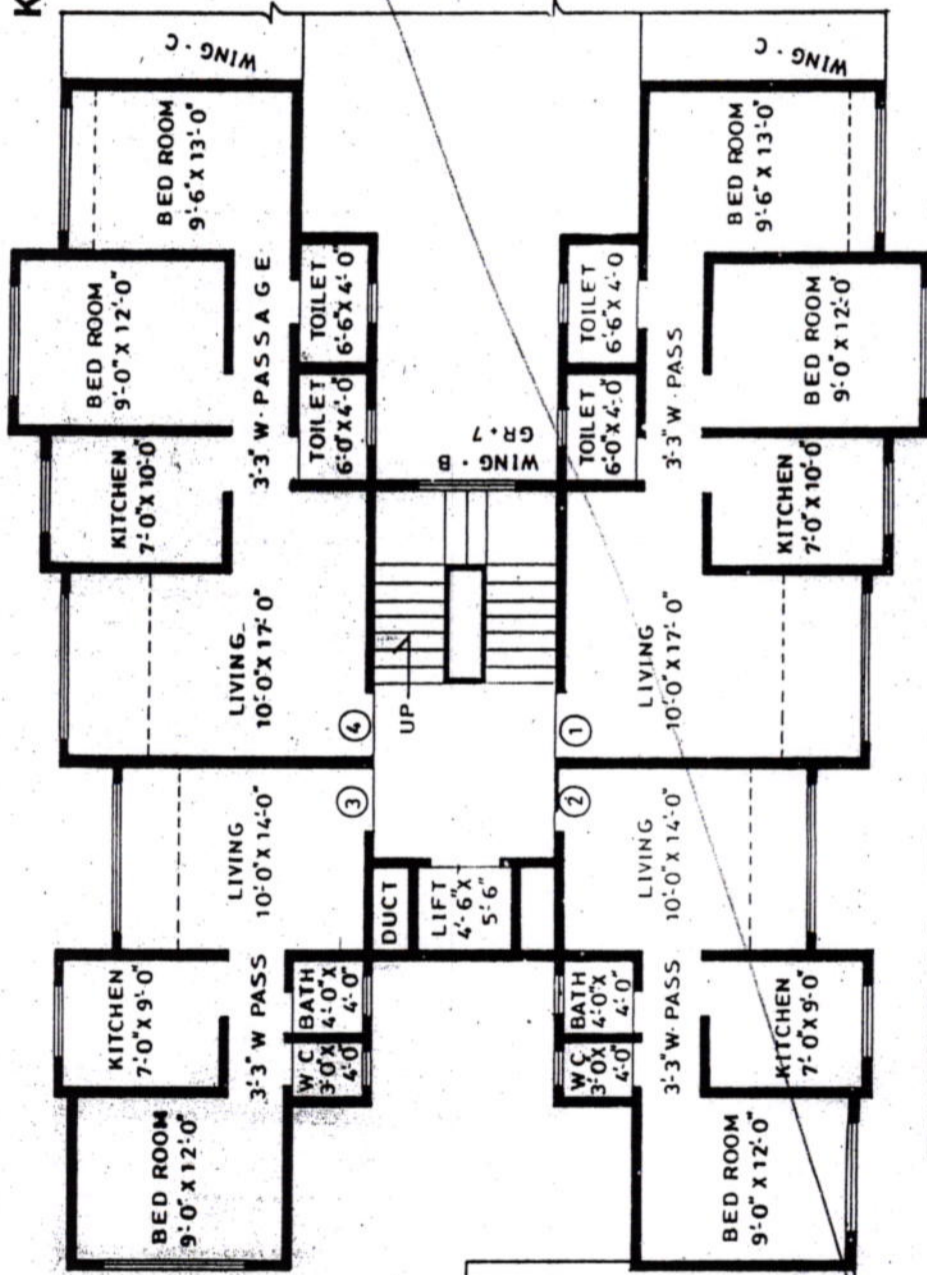 BED ROOM
9'-0" X 12'-0"
KITCHEN
7'-0" X 9'-0"
LIVING
10'-0" X 14'-0"
3'-3" W PASS
WC
3'-0" X
4'-0"
BATH
4'-0" X
4'-0"
3
LIVING
10'-0" X 17'-0"
KITCHEN
7'-0" X 10'-0"
BED ROOM
9'-0" X 12'-0"
BED ROOM
9'-6" X 13'-0"
3'-3" W·PASSAGE
TOILET
6'-0" X 4'-0"
TOILET
6'-6" X 4'-0"
4
WING · C
DUCT
LIFT
4'-6" X
5'-6"
UP
WING · B
GR + 7
2
1
WC
3'-0" X
4'-0"
BATH
4'-0" X
4'-0"
TOILET
6'-0" X 4'-0"
TOILET
6'-6" X 4'-0
3'-3" W·PASS
3'-3" W·PASS
LIVING
10'-0" X 14'-0"
LIVING
10'-0" X 17'-0"
BED ROOM
9'-0" X 12'-0"
KITCHEN
7'-0" X 9'-0"
KITCHEN
7'-0" X 10'-0"
BED ROOM
9'-0" X 12'-0"
BED ROOM
9'-6" X 13'-0"
WING · C